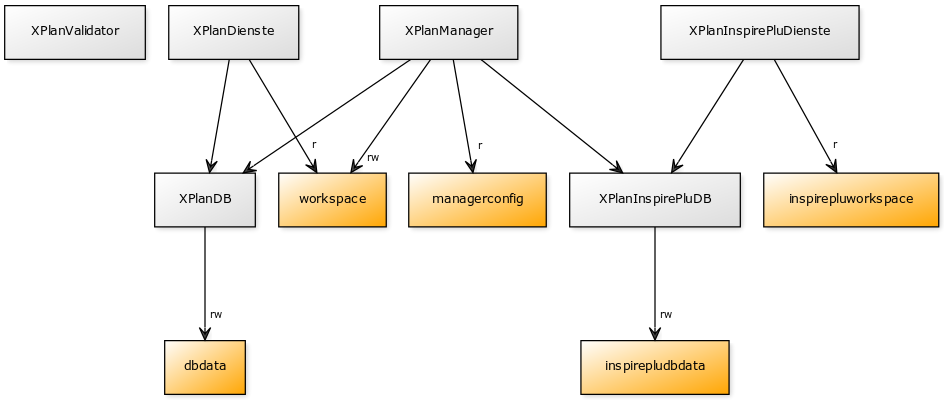 XPlanValidator
XPlanDienste
XPlanManager
XPlanInspirePluDienste
r
rw
r
r
XPlanDB
workspace
managerconfig
XPlanInspirePluDB
inspirepluworkspace
rw
rw
dbdata
inspirepludbdata